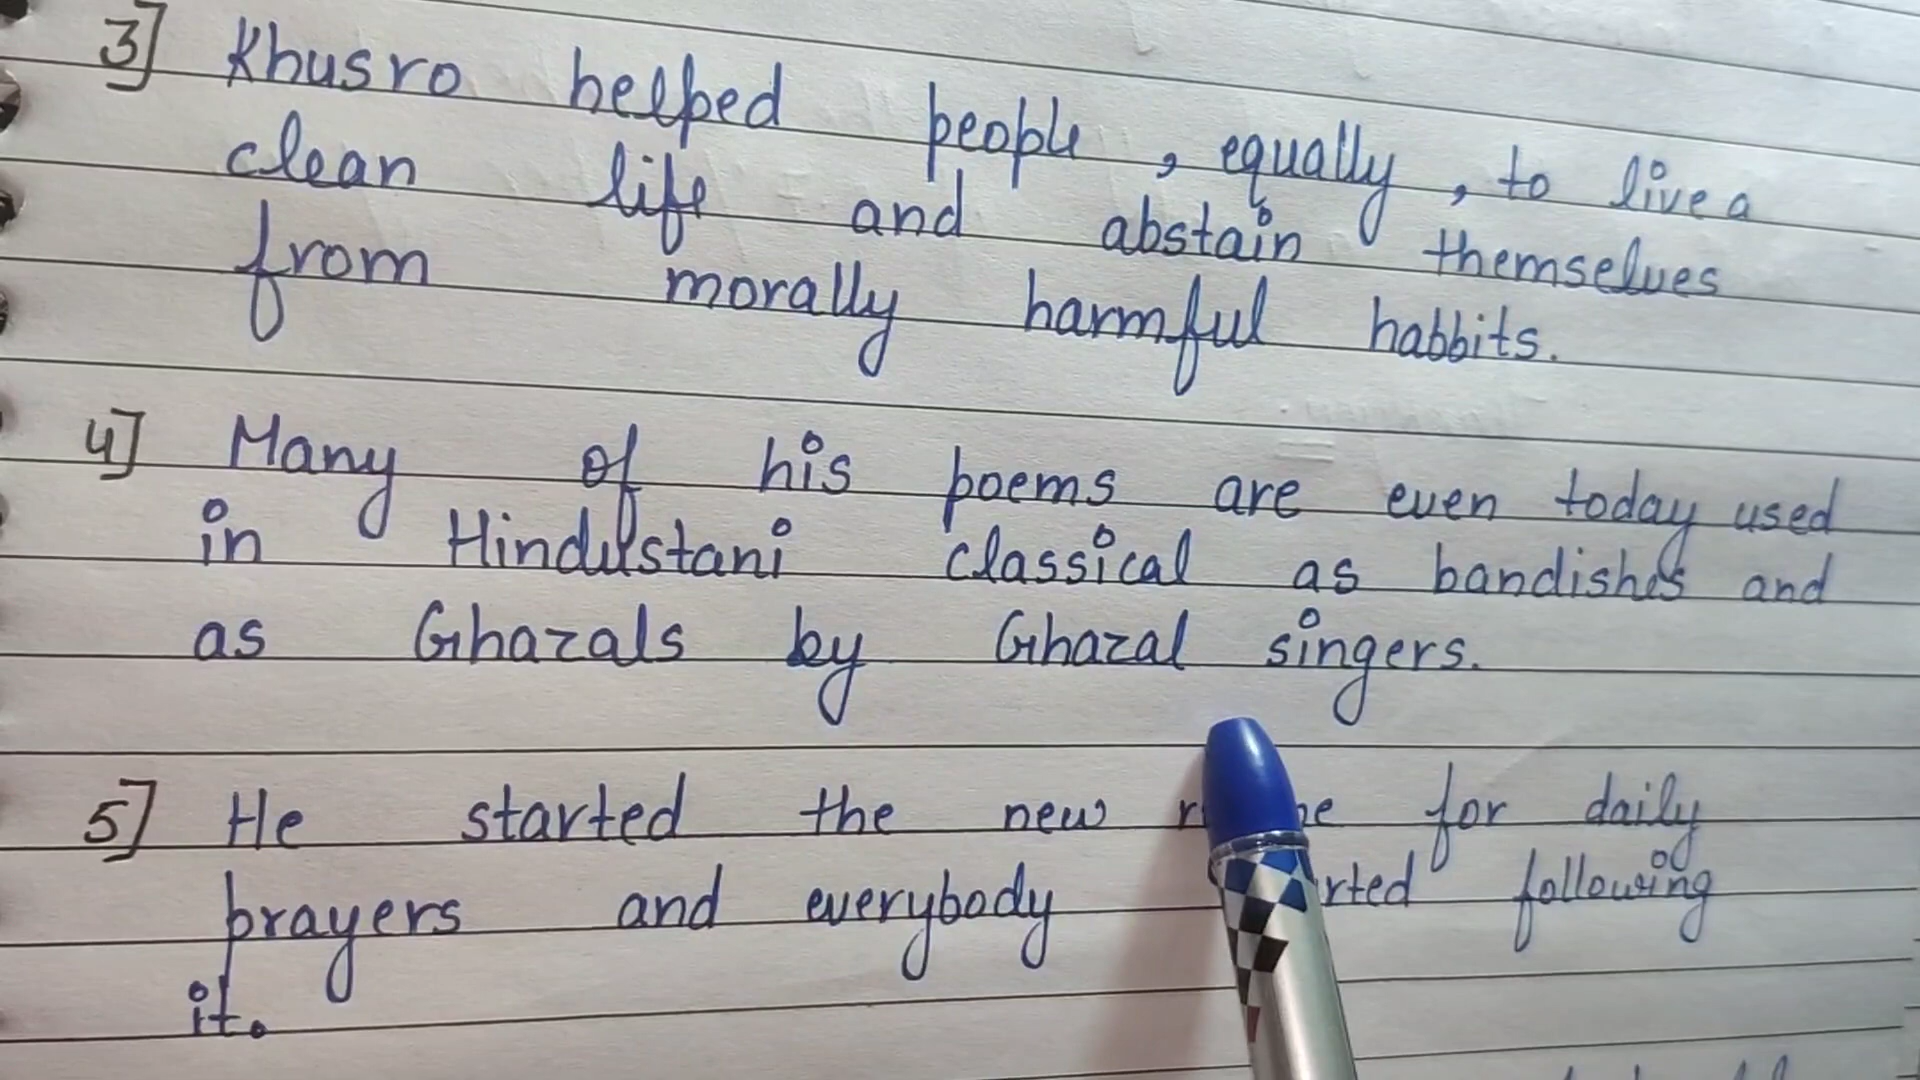 3] Khusro helped people, equally, to live a
clean life and abstain themselves
from morally harmful habbits.
4] Many of his poems are even today used
in Hindustani classical as bandishes and
as Ghazals by Ghazal singers.
5] He started the new for daily
prayers and everybody following
it.